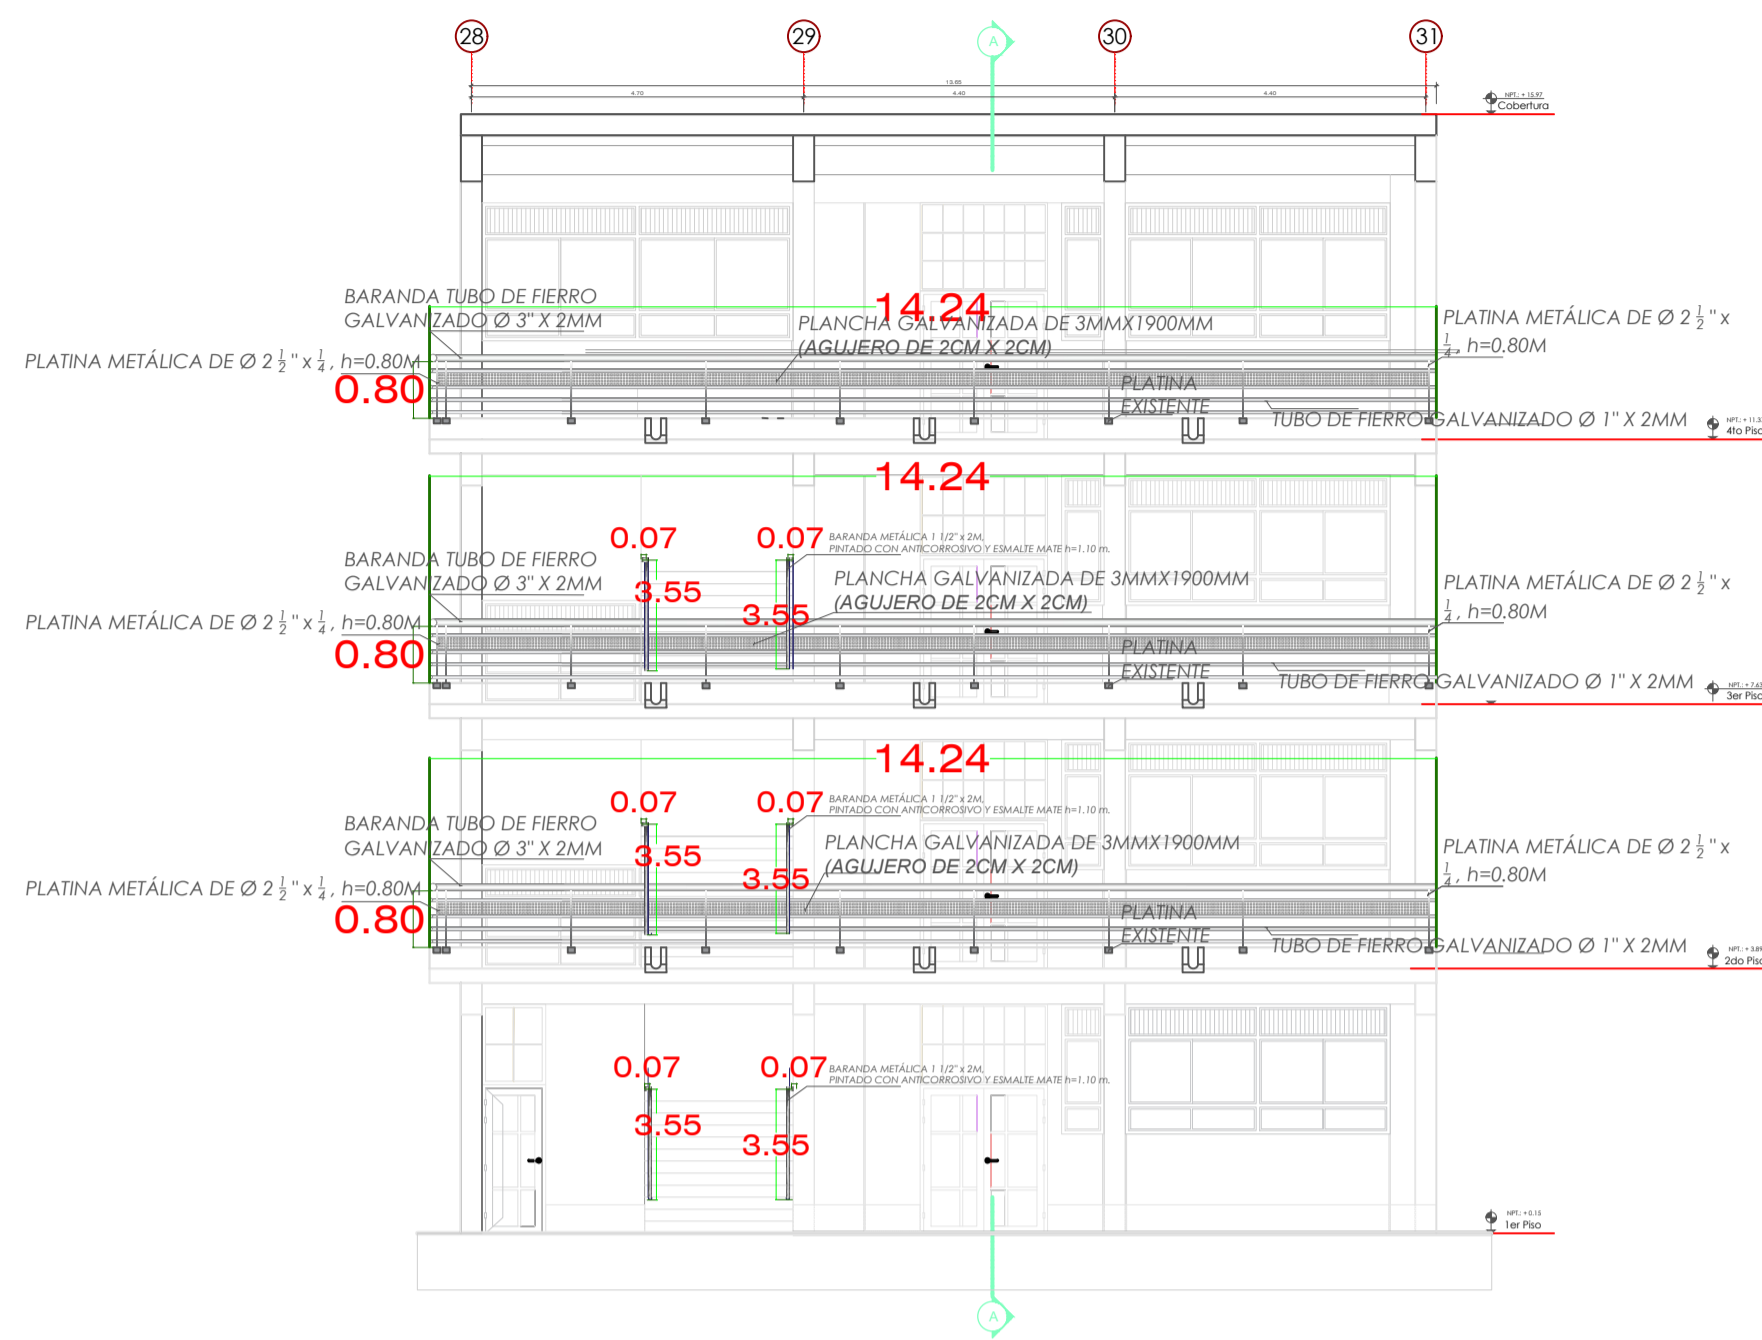 28 29 A 30 31
13.65
4.70 4.40 4.40
NPT.: + 15.97
Cobertura
BARANDA TUBO DE FIERRO
GALVANIZADO Ø 3" X 2MM
14.24
PLANCHA GALVANIZADA DE 3MMX1900MM
(AGUJERO DE 2CM X 2CM)
PLATINA METÁLICA DE Ø 2 1/2" x
1/4, h=0.80M
PLATINA METÁLICA DE Ø 2 1/2" x 1/4, h=0.80M
0.80
PLATINA
EXISTENTE
TUBO DE FIERRO GALVANIZADO Ø 1" X 2MM
4to Piso
14.24
0.07 0.07
BARANDA METÁLICA 1 1/2" x 2M,
PINTADO CON ANTICORROSIVO Y ESMALTE MATE h=1.10 m.
BARANDA TUBO DE FIERRO
GALVANIZADO Ø 3" X 2MM
3.55
3.55
PLANCHA GALVANIZADA DE 3MMX1900MM
(AGUJERO DE 2CM X 2CM)
PLATINA METÁLICA DE Ø 2 1/2" x
1/4, h=0.80M
PLATINA METÁLICA DE Ø 2 1/2" x 1/4, h=0.80M
0.80
PLATINA
EXISTENTE
TUBO DE FIERRO GALVANIZADO Ø 1" X 2MM
NPT.: + 7.63
3er Piso
14.24
0.07 0.07
BARANDA METÁLICA 1 1/2" x 2M,
PINTADO CON ANTICORROSIVO Y ESMALTE MATE h=1.10 m.
BARANDA TUBO DE FIERRO
GALVANIZADO Ø 3" X 2MM
3.55
3.55
PLANCHA GALVANIZADA DE 3MMX1900MM
(AGUJERO DE 2CM X 2CM)
PLATINA METÁLICA DE Ø 2 1/2" x
1/4, h=0.80M
PLATINA METÁLICA DE Ø 2 1/2" x 1/4, h=0.80M
0.80
PLATINA
EXISTENTE
TUBO DE FIERRO GALVANIZADO Ø 1" X 2MM
NPT.: + 3.89
2do Piso
0.07 0.07
BARANDA METÁLICA 1 1/2" x 2M,
PINTADO CON ANTICORROSIVO Y ESMALTE MATE h=1.10 m.
3.55
3.55
NPT.: + 0.15
1er Piso
A